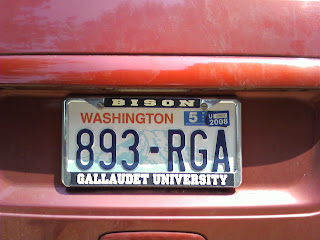 BISON
WASHINGTON 5 2008
893-RGA
GALLAUDET UNIVERSITY